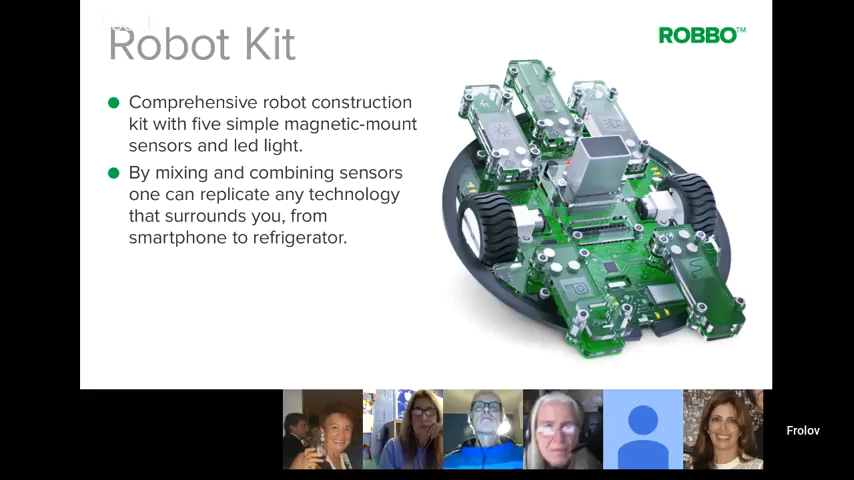 Robot Kit
ROBBO™
Comprehensive robot construction
kit with five simple magnetic-mount
sensors and led light.
By mixing and combining sensors
one can replicate any technology
that surrounds you, from
smartphone to refrigerator.
Frolov